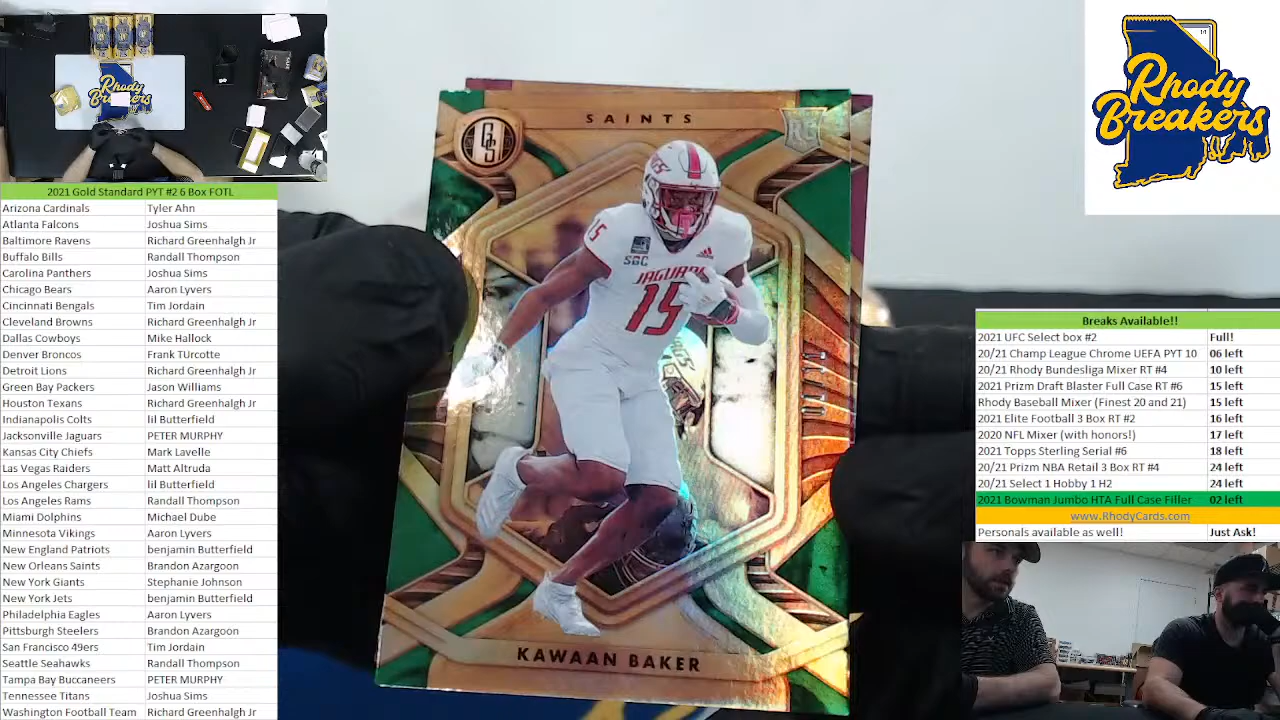 2021 Gold Standard PYT #2 6 Box FOTL
Arizona Cardinals Tyler Ahn
Atlanta Falcons Joshua Sims
Baltimore Ravens Richard Greenhalgh Jr
Buffalo Bills Randall Thompson
Carolina Panthers Joshua Sims
Chicago Bears Aaron Lyvers
Cincinnati Bengals Tim Jordain
Cleveland Browns Richard Greenhalgh Jr
Dallas Cowboys Mike Hallock
Denver Broncos Frank TUrcotte
Detroit Lions Richard Greenhalgh Jr
Green Bay Packers Jason Williams
Houston Texans Richard Greenhalgh Jr
Indianapolis Colts lil Butterfield
Jacksonville Jaguars PETER MURPHY
Kansas City Chiefs Mark Lavelle
Las Vegas Raiders Matt Altruda
Los Angeles Chargers lil Butterfield
Los Angeles Rams Randall Thompson
Miami Dolphins Michael Dube
Minnesota Vikings Aaron Lyvers
New England Patriots benjamin Butterfield
New Orleans Saints Brandon Azargoon
New York Giants Stephanie Johnson
New York Jets benjamin Butterfield
Philadelphia Eagles Aaron Lyvers
Pittsburgh Steelers Brandon Azargoon
San Francisco 49ers Tim Jordain
Seattle Seahawks Randall Thompson
Tampa Bay Buccaneers PETER MURPHY
Tennessee Titans Joshua Sims
Washington Football Team Richard Greenhalgh Jr
Rhody
Breakers
SAINTS
GS
RC
15
SGC
JAGUARS
15
KAWAAN BAKER
Rhody
Breakers
Breaks Available!!
2021 UFC Select box #2 Full!
20/21 Champ League Chrome UEFA PYT 10 06 left
20/21 Rhody Bundesliga Mixer RT #4 10 left
2021 Prizm Draft Blaster Full Case RT #6 15 left
Rhody Baseball Mixer (Finest 20 and 21) 15 left
2021 Elite Football 3 Box RT #2 16 left
2020 NFL Mixer (with honors!) 17 left
2021 Topps Sterling Serial #6 18 left
20/21 Prizm NBA Retail 3 Box RT #4 24 left
20/21 Select 1 Hobby 1 H2 24 left
2021 Bowman Jumbo HTA Full Case Filler 02 left
www.RhodyCards.com
Personals available as well! Just Ask!